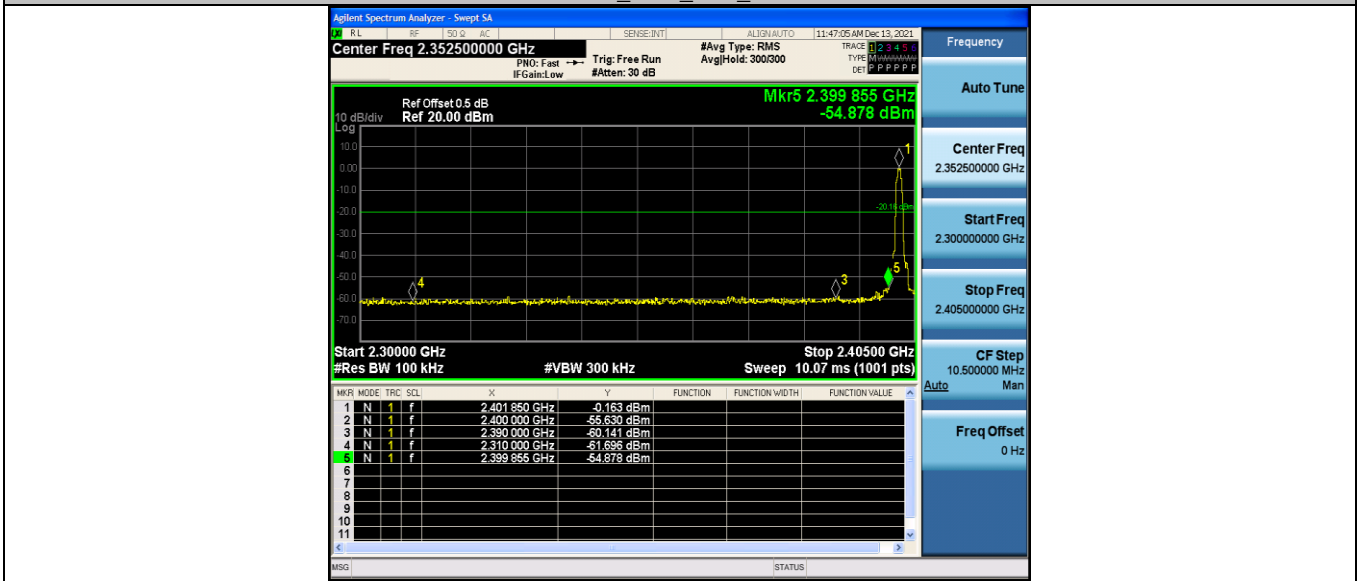 Agilent Spectrum Analyzer - Swept SA
RL RF 50 Ω AC SENSE:INT ALIGNAUTO 11:47:05 AM Dec 13, 2021
Center Freq 2.352500000 GHz
PNO: Fast
IFGain:Low
Trig: Free Run
#Atten: 30 dB
#Avg Type: RMS
Avg|Hold: 300/300
TRACE 1 2 3 4 5 6
TYPE M
DET P P P P P P
Frequency
Auto Tune
Center Freq
2.352500000 GHz
Start Freq
2.300000000 GHz
Stop Freq
2.405000000 GHz
CF Step
10.500000 MHz
Auto Man
Freq Offset
0 Hz
Mkr5 2.399 855 GHz
-54.878 dBm
Ref Offset 0.5 dB
10 dB/div Ref 20.00 dBm
Log
10.0
0.00
-10.0
-20.0
-30.0
-40.0
-50.0
-60.0
-70.0
1
-20.16 dBm
5
3
4
Start 2.30000 GHz Stop 2.40500 GHz
#Res BW 100 kHz #VBW 300 kHz Sweep 10.07 ms (1001 pts)
MKR MODE TRC SCL X Y FUNCTION FUNCTION WIDTH FUNCTION VALUE
1 N 1 f 2.401 850 GHz -0.163 dBm
2 N 1 f 2.400 000 GHz -55.630 dBm
3 N 1 f 2.390 000 GHz -60.141 dBm
4 N 1 f 2.310 000 GHz -61.696 dBm
5 N 1 f 2.399 855 GHz -54.878 dBm
6
7
8
9
10
11
MSG STATUS